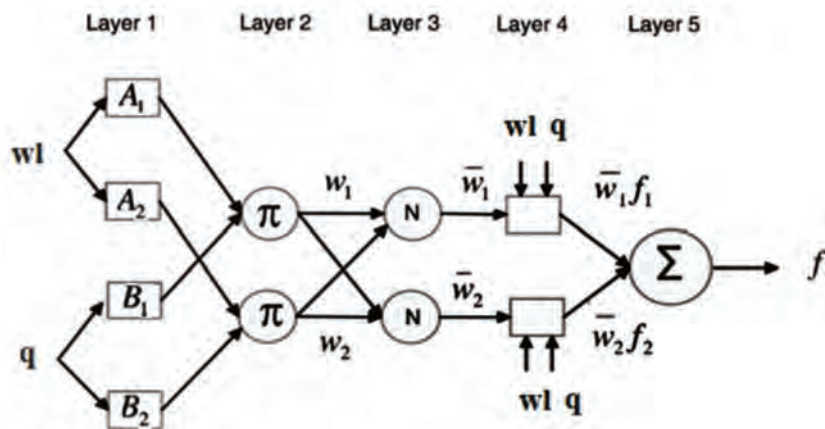 Layer 1 Layer 2 Layer 3 Layer 4 Layer 5
A₁
wl q
wl
w₁
w̄₁
w̄₁f₁
A₂
π
N
Σ
f
B₁
π
N
w̄₂
w̄₂f₂
q
w₂
wl q
B₂